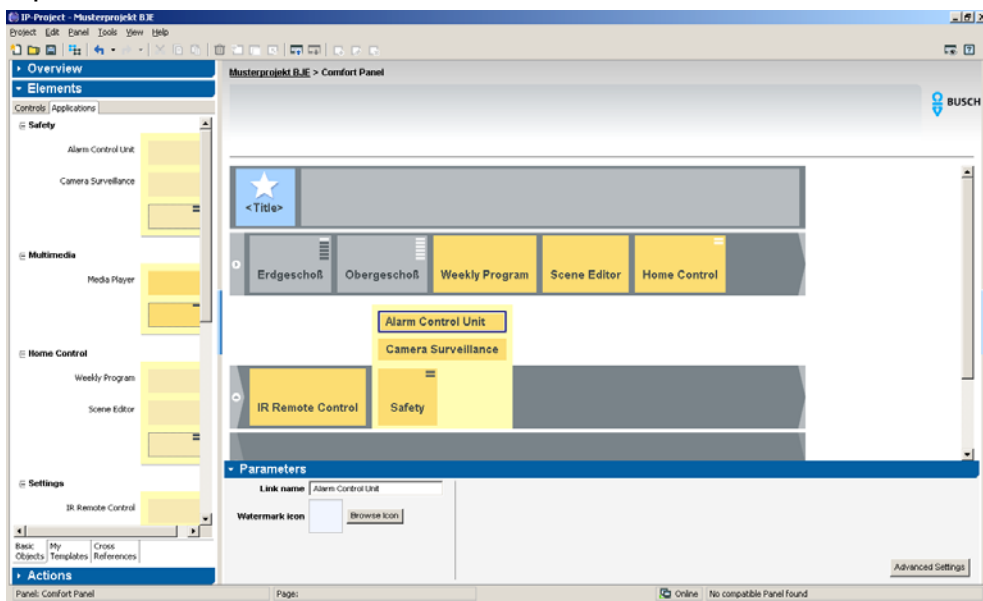 IP-Project - Musterprojekt BJE
Project Edit Panel Tools View Help
Overview
Elements
Controls Applications
Safety
Alarm Control Unit
Camera Surveillance
Multimedia
Media Player
Home Control
Weekly Program
Scene Editor
Settings
IR Remote Control
Basic Objects My Templates Cross References
Actions
Musterprojekt BJE > Comfort Panel
BUSCH
<Title>
Erdgeschoß Obergeschoß Weekly Program Scene Editor Home Control
Alarm Control Unit
Camera Surveillance
IR Remote Control Safety
Parameters
Link name Alarm Control Unit
Watermark icon Browse Icon
Advanced Settings
Panel: Comfort Panel Page: Online No compatible Panel found